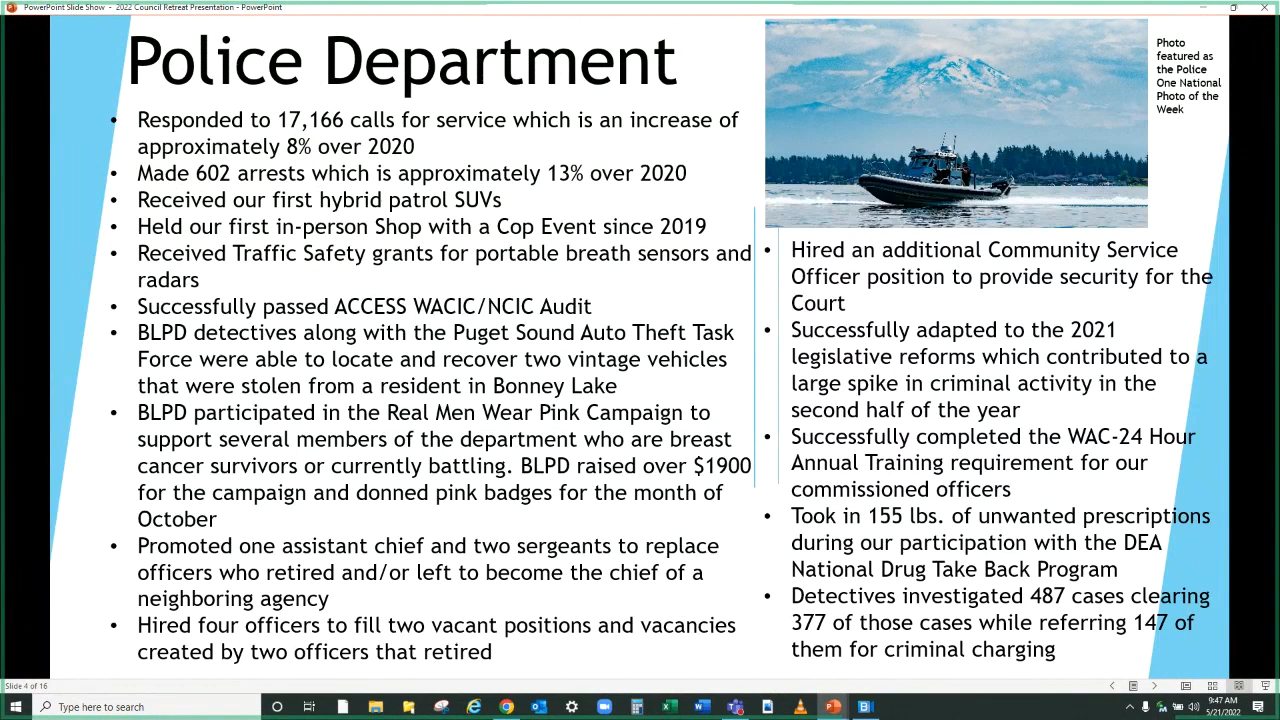 PowerPoint Slide Show - 2022 Council Retreat Presentation - PowerPoint
Police Department
• Responded to 17,166 calls for service which is an increase of
approximately 8% over 2020
• Made 602 arrests which is approximately 13% over 2020
• Received our first hybrid patrol SUVs
• Held our first in-person Shop with a Cop Event since 2019
• Received Traffic Safety grants for portable breath sensors and
radars
• Successfully passed ACCESS WACIC/NCIC Audit
• BLPD detectives along with the Puget Sound Auto Theft Task
Force were able to locate and recover two vintage vehicles
that were stolen from a resident in Bonney Lake
• BLPD participated in the Real Men Wear Pink Campaign to
support several members of the department who are breast
cancer survivors or currently battling. BLPD raised over $1900
for the campaign and donned pink badges for the month of
October
• Promoted one assistant chief and two sergeants to replace
officers who retired and/or left to become the chief of a
neighboring agency
• Hired four officers to fill two vacant positions and vacancies
created by two officers that retired
Photo
featured as
the Police
One National
Photo of the
Week
• Hired an additional Community Service
Officer position to provide security for the
Court
• Successfully adapted to the 2021
legislative reforms which contributed to a
large spike in criminal activity in the
second half of the year
• Successfully completed the WAC-24 Hour
Annual Training requirement for our
commissioned officers
• Took in 155 lbs. of unwanted prescriptions
during our participation with the DEA
National Drug Take Back Program
• Detectives investigated 487 cases clearing
377 of those cases while referring 147 of
them for criminal charging
Slide 4 of 16
Type here to search
9:47 AM
5/21/2022